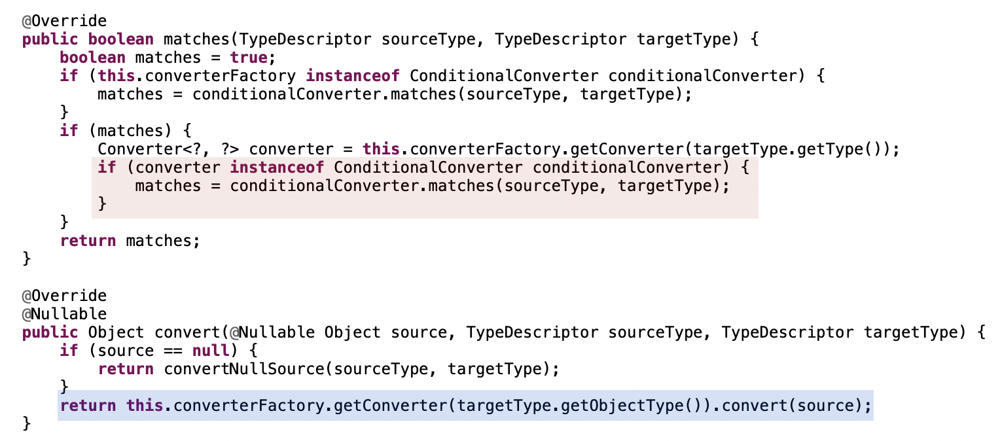 @Override
public boolean matches(TypeDescriptor sourceType, TypeDescriptor targetType) {
    boolean matches = true;
    if (this.converterFactory instanceof ConditionalConverter conditionalConverter) {
        matches = conditionalConverter.matches(sourceType, targetType);
    }
    if (matches) {
        Converter<?, ?> converter = this.converterFactory.getConverter(targetType.getType());
        if (converter instanceof ConditionalConverter conditionalConverter) {
            matches = conditionalConverter.matches(sourceType, targetType);
        }
    }
    return matches;
}

@Override
@Nullable
public Object convert(@Nullable Object source, TypeDescriptor sourceType, TypeDescriptor targetType) {
    if (source == null) {
        return convertNullSource(sourceType, targetType);
    }
    return this.converterFactory.getConverter(targetType.getObjectType()).convert(source);
}